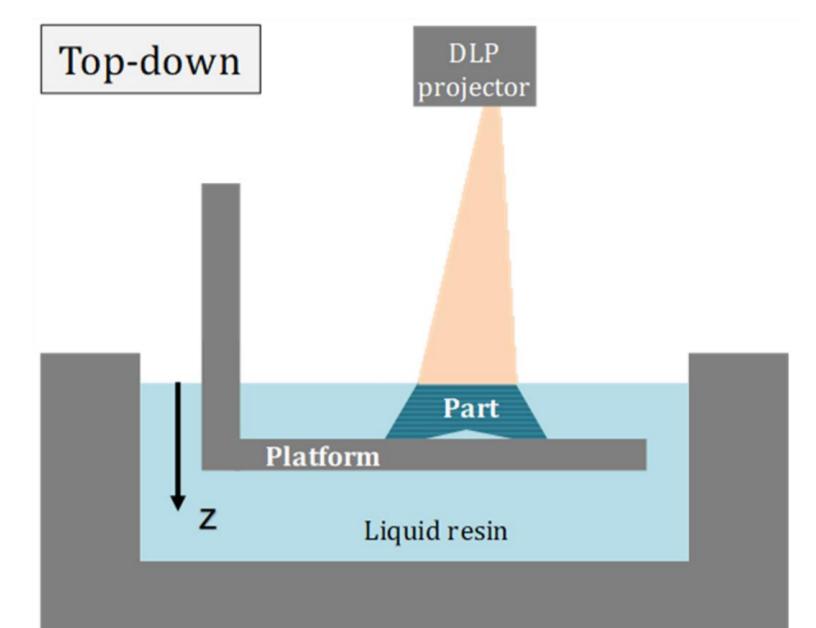 Top-down
DLP
projector
Part
Platform
z
Liquid resin